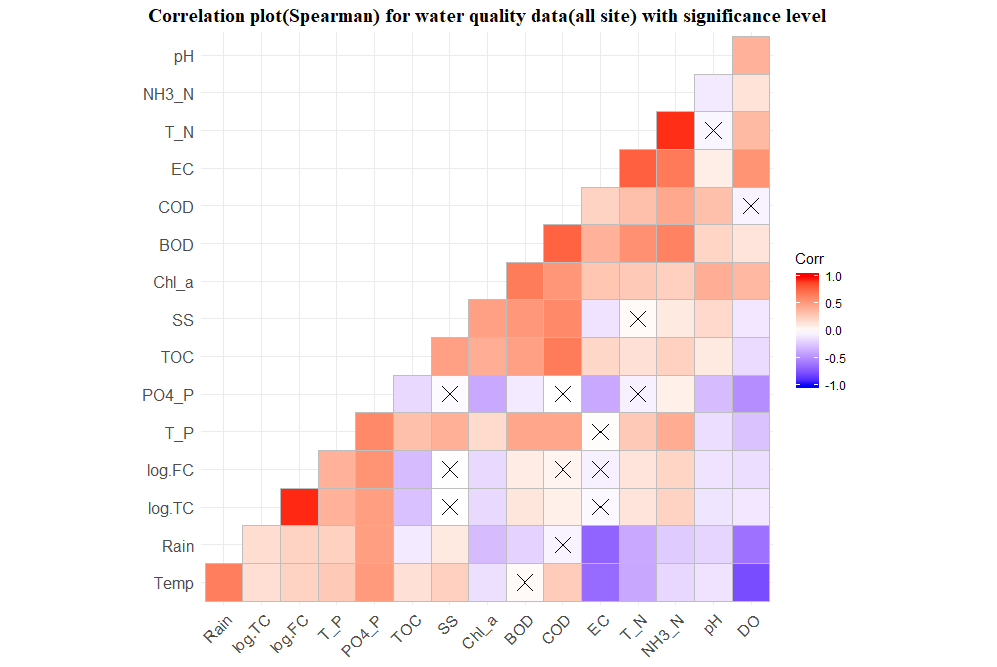 Correlation plot(Spearman) for water quality data(all site) with significance level
pH
NH3_N
T_N
EC
COD
BOD
Chl_a
SS
TOC
PO4_P
T_P
log.FC
log.TC
Rain
Temp
Rain
log.TC
log.FC
T_P
PO4_P
TOC
SS
Chl_a
BOD
COD
EC
T_N
NH3_N
pH
DO
Corr
1.0
0.5
0.0
-0.5
-1.0